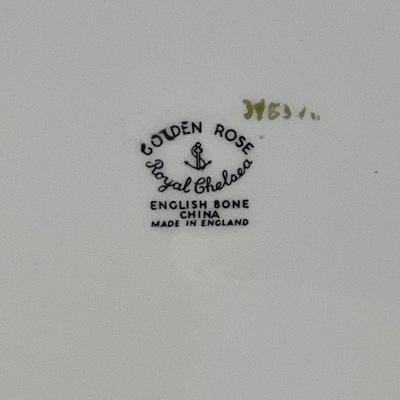 GOLDEN ROSE
Royal Chelsea
ENGLISH BONE
CHINA
MADE IN ENGLAND